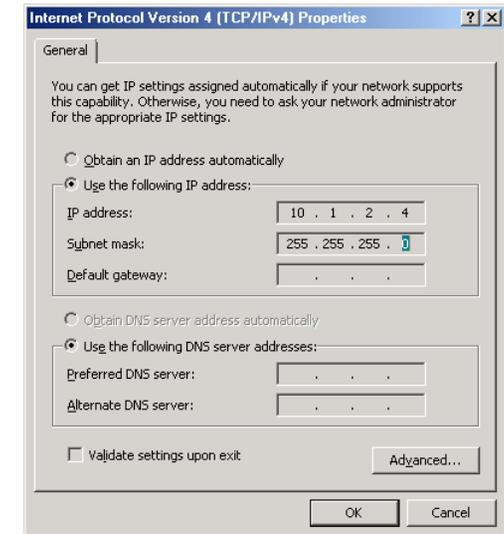 Internet Protocol Version 4 (TCP/IPv4) Properties
General
You can get IP settings assigned automatically if your network supports
this capability. Otherwise, you need to ask your network administrator
for the appropriate IP settings.
Obtain an IP address automatically
Use the following IP address:
IP address: 10 . 1 . 2 . 4
Subnet mask: 255 . 255 . 255 . 0
Default gateway: . . .
Obtain DNS server address automatically
Use the following DNS server addresses:
Preferred DNS server: . . .
Alternate DNS server: . . .
Validate settings upon exit
Advanced...
OK Cancel